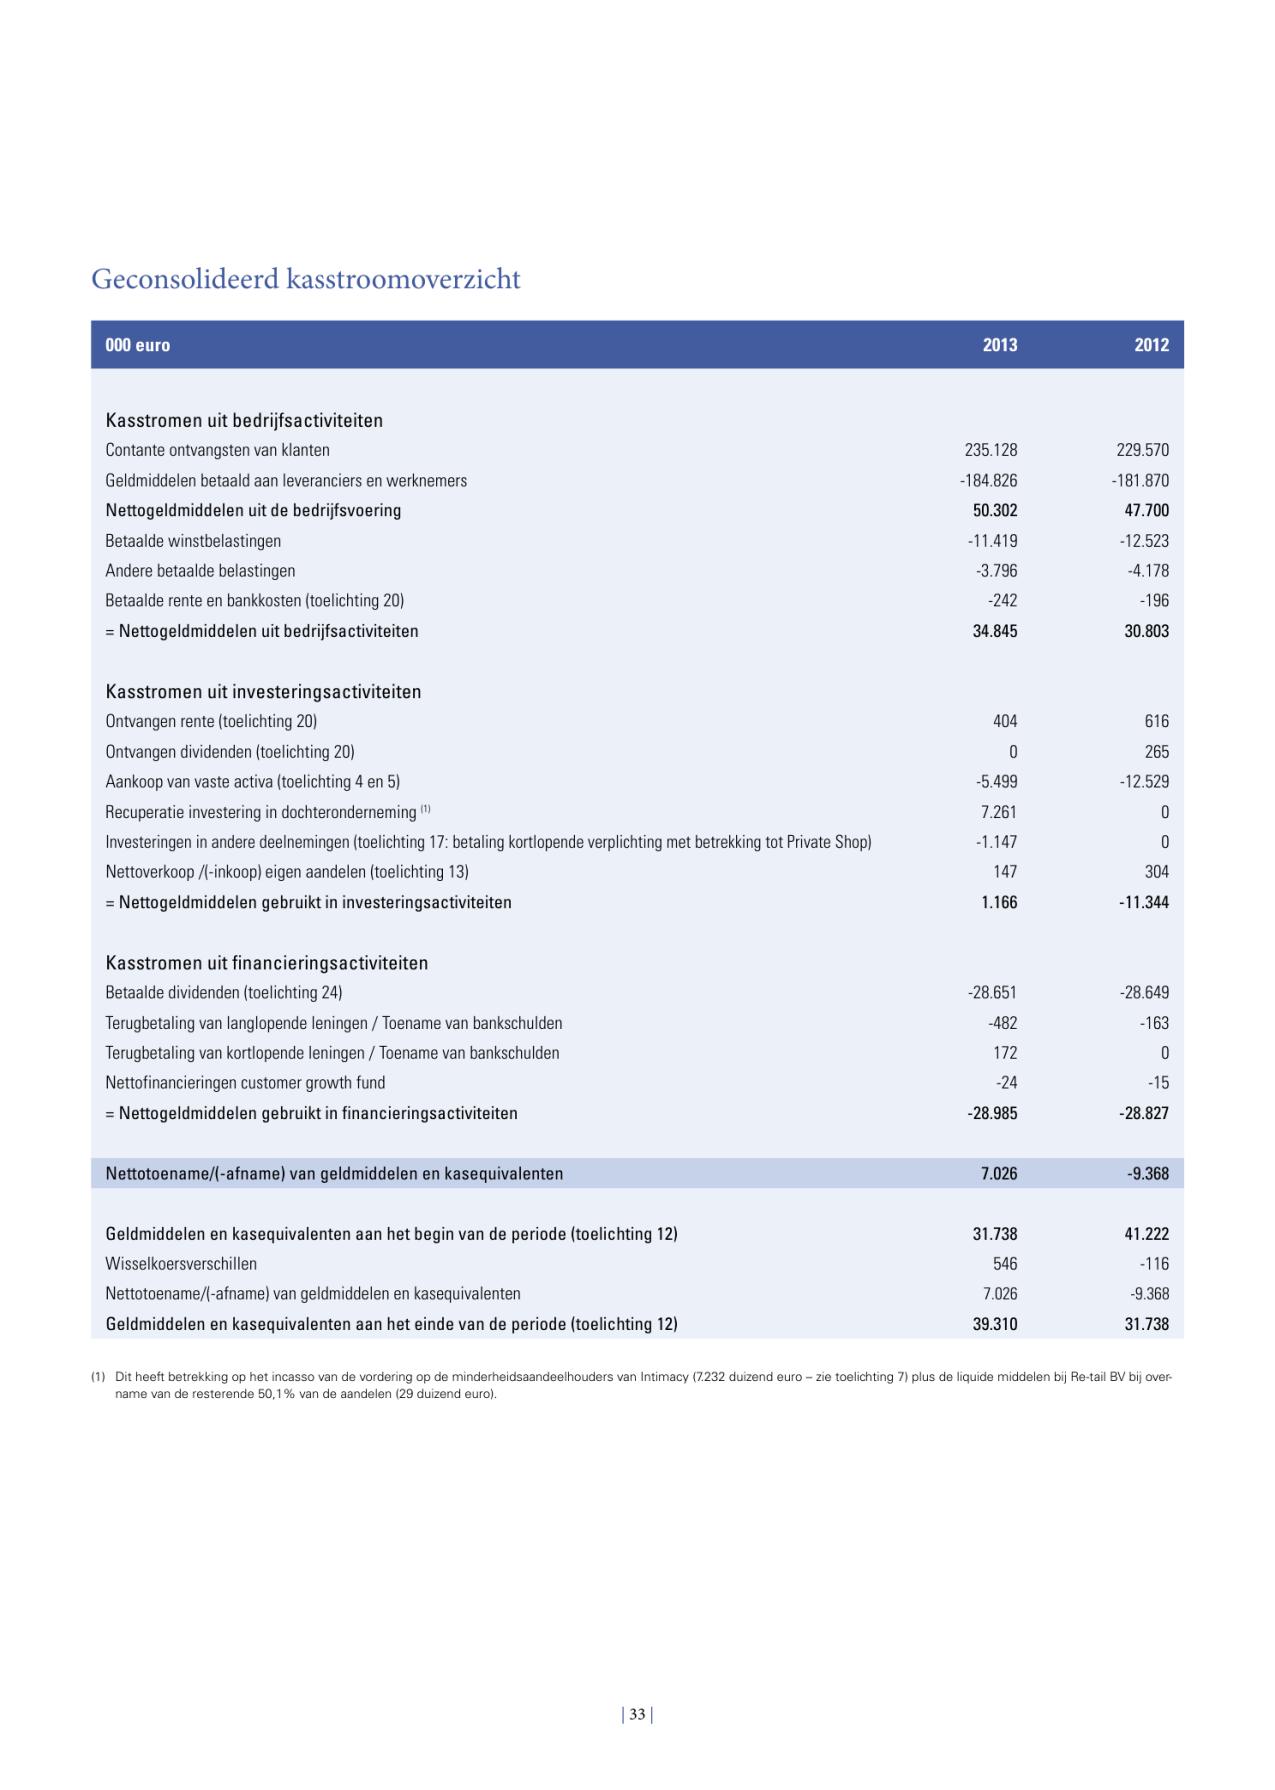 Geconsolideerd kasstroomoverzicht
000 euro 2013 2012
Kasstromen uit bedrijfsactiviteiten
Contante ontvangsten van klanten 235.128 229.570
Geldmiddelen betaald aan leveranciers en werknemers -184.826 -181.870
Nettogeldmiddelen uit de bedrijfsvoering 50.302 47.700
Betaalde winstbelastingen -11.419 -12.523
Andere betaalde belastingen -3.796 -4.178
Betaalde rente en bankkosten (toelichting 20) -242 -196
= Nettogeldmiddelen uit bedrijfsactiviteiten 34.845 30.803
Kasstromen uit investeringsactiviteiten
Ontvangen rente (toelichting 20) 404 616
Ontvangen dividenden (toelichting 20) 0 265
Aankoop van vaste activa (toelichting 4 en 5) -5.499 -12.529
Recuperatie investering in dochteronderneming (1) 7.261 0
Investeringen in andere deelnemingen (toelichting 17: betaling kortlopende verplichting met betrekking tot Private Shop) -1.147 0
Nettoverkoop /(-inkoop) eigen aandelen (toelichting 13) 147 304
= Nettogeldmiddelen gebruikt in investeringsactiviteiten 1.166 -11.344
Kasstromen uit financieringsactiviteiten
Betaalde dividenden (toelichting 24) -28.651 -28.649
Terugbetaling van langlopende leningen / Toename van bankschulden -482 -163
Terugbetaling van kortlopende leningen / Toename van bankschulden 172 0
Nettofinancieringen customer growth fund -24 -15
= Nettogeldmiddelen gebruikt in financieringsactiviteiten -28.985 -28.827
Nettotoename/(-afname) van geldmiddelen en kasequivalenten 7.026 -9.368
Geldmiddelen en kasequivalenten aan het begin van de periode (toelichting 12) 31.738 41.222
Wisselkoersverschillen 546 -116
Nettotoename/(-afname) van geldmiddelen en kasequivalenten 7.026 -9.368
Geldmiddelen en kasequivalenten aan het einde van de periode (toelichting 12) 39.310 31.738
(1) Dit heeft betrekking op het incasso van de vordering op de minderheidsaandeelhouders van Intimacy (7.232 duizend euro – zie toelichting 7) plus de liquide middelen bij Re-tail BV bij over-
name van de resterende 50,1% van de aandelen (29 duizend euro).
| 33 |